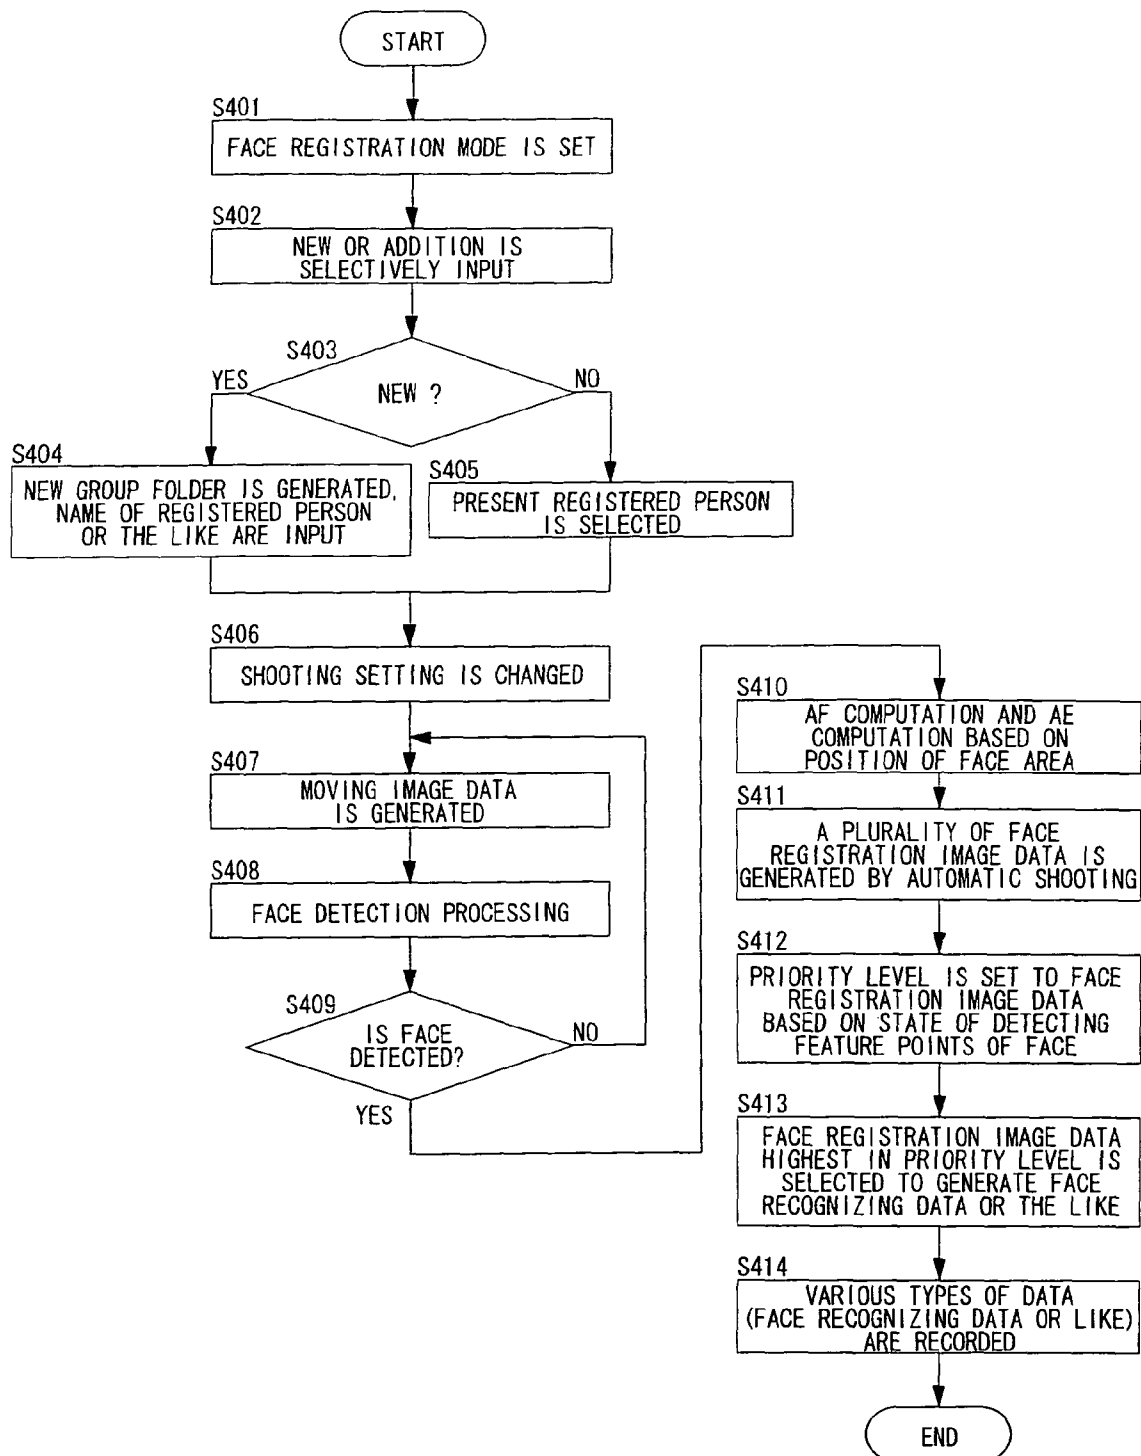 START
S401
FACE REGISTRATION MODE IS SET
S402
NEW OR ADDITION IS
SELECTIVELY INPUT
S403
NEW ?
YES
NO
S404
NEW GROUP FOLDER IS GENERATED,
NAME OF REGISTERED PERSON
OR THE LIKE ARE INPUT
S405
PRESENT REGISTERED PERSON
IS SELECTED
S406
SHOOTING SETTING IS CHANGED
S407
MOVING IMAGE DATA
IS GENERATED
S408
FACE DETECTION PROCESSING
S409
IS FACE
DETECTED?
NO
YES
S410
AF COMPUTATION AND AE
COMPUTATION BASED ON
POSITION OF FACE AREA
S411
A PLURALITY OF FACE
REGISTRATION IMAGE DATA IS
GENERATED BY AUTOMATIC SHOOTING
S412
PRIORITY LEVEL IS SET TO FACE
REGISTRATION IMAGE DATA
BASED ON STATE OF DETECTING
FEATURE POINTS OF FACE
S413
FACE REGISTRATION IMAGE DATA
HIGHEST IN PRIORITY LEVEL IS
SELECTED TO GENERATE FACE
RECOGNIZING DATA OR THE LIKE
S414
VARIOUS TYPES OF DATA
(FACE RECOGNIZING DATA OR LIKE)
ARE RECORDED
END